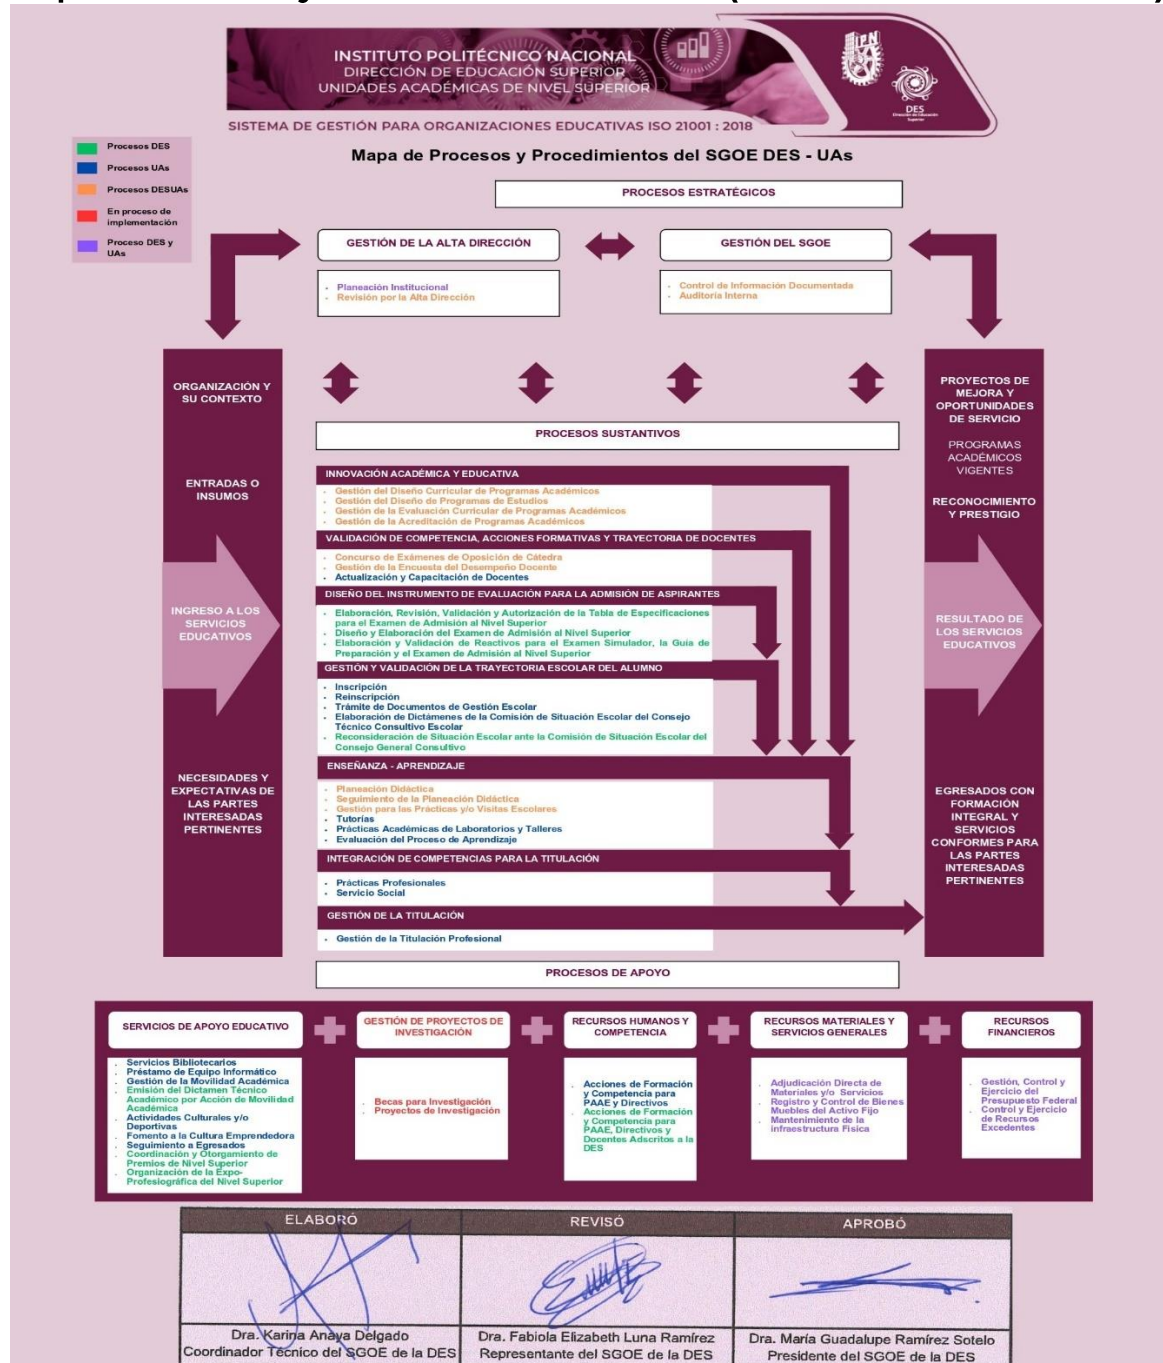 INSTITUTO POLITÉCNICO NACIONAL
DIRECCIÓN DE EDUCACIÓN SUPERIOR
UNIDADES ACADÉMICAS DE NIVEL SUPERIOR
IPN
DES
Dirección de Educación
Superior
SISTEMA DE GESTIÓN PARA ORGANIZACIONES EDUCATIVAS ISO 21001 : 2018
Mapa de Procesos y Procedimientos del SGOE DES - UAs
Procesos DES
Procesos UAs
Procesos DESUAs
En proceso de
implementación
Proceso DES y
UAs
PROCESOS ESTRATÉGICOS
GESTIÓN DE LA ALTA DIRECCIÓN
GESTIÓN DEL SGOE
Planeación Institucional
Revisión por la Alta Dirección
Control de Información Documentada
Auditoría Interna
ORGANIZACIÓN Y
SU CONTEXTO
ENTRADAS O
INSUMOS
INGRESO A LOS
SERVICIOS
EDUCATIVOS
NECESIDADES Y
EXPECTATIVAS DE
LAS PARTES
INTERESADAS
PERTINENTES
PROCESOS SUSTANTIVOS
INNOVACIÓN ACADÉMICA Y EDUCATIVA
Gestión del Diseño Curricular de Programas Académicos
Gestión del Diseño de Programas de Estudios
Gestión de la Evaluación Curricular de Programas Académicos
Gestión de la Acreditación de Programas Académicos
VALIDACIÓN DE COMPETENCIA, ACCIONES FORMATIVAS Y TRAYECTORIA DE DOCENTES
Concurso de Exámenes de Oposición de Cátedra
Gestión de la Encuesta del Desempeño Docente
Actualización y Capacitación de Docentes
DISEÑO DEL INSTRUMENTO DE EVALUACIÓN PARA LA ADMISIÓN DE ASPIRANTES
Elaboración, Revisión, Validación y Autorización de la Tabla de Especificaciones
para el Examen de Admisión al Nivel Superior
Diseño y Elaboración del Examen de Admisión al Nivel Superior
Elaboración y Validación de Reactivos para el Examen Simulador, la Guía de
Preparación y el Examen de Admisión al Nivel Superior
GESTIÓN Y VALIDACIÓN DE LA TRAYECTORIA ESCOLAR DEL ALUMNO
Inscripción
Reinscripción
Trámite de Documentos de Gestión Escolar
Elaboración de Dictámenes de la Comisión de Situación Escolar del Consejo
Técnico Consultivo Escolar
Reconsideración de Situación Escolar ante la Comisión de Situación Escolar del
Consejo General Consultivo
ENSEÑANZA - APRENDIZAJE
Planeación Didáctica
Seguimiento de la Planeación Didáctica
Gestión para las Prácticas y/o Visitas Escolares
Tutorías
Prácticas Académicas de Laboratorios y Talleres
Evaluación del Proceso de Aprendizaje
INTEGRACIÓN DE COMPETENCIAS PARA LA TITULACIÓN
Prácticas Profesionales
Servicio Social
GESTIÓN DE LA TITULACIÓN
Gestión de la Titulación Profesional
PROYECTOS DE
MEJORA Y
OPORTUNIDADES
DE SERVICIO
PROGRAMAS
ACADÉMICOS
VIGENTES
RECONOCIMIENTO
Y PRESTIGIO
RESULTADO DE
LOS SERVICIOS
EDUCATIVOS
EGRESADOS CON
FORMACIÓN
INTEGRAL Y
SERVICIOS
CONFORMES PARA
LAS PARTES
INTERESADAS
PERTINENTES
PROCESOS DE APOYO
SERVICIOS DE APOYO EDUCATIVO
Servicios Bibliotecarios
Préstamo de Equipo Informático
Gestión de la Movilidad Académica
Emisión del Dictamen Técnico
Académico por Acción de Movilidad
Académica
Actividades Culturales y/o
Deportivas
Fomento a la Cultura Emprendedora
Seguimiento a Egresados
Coordinación y Otorgamiento de
Premios de Nivel Superior
Organización de la Expo-
Profesiográfica del Nivel Superior
GESTIÓN DE PROYECTOS DE
INVESTIGACIÓN
Becas para Investigación
Proyectos de Investigación
RECURSOS HUMANOS Y
COMPETENCIA
Acciones de Formación
y Competencia para
PAAE y Directivos
Acciones de Formación
y Competencia para
PAAE, Directivos y
Docentes Adscritos a la
DES
RECURSOS MATERIALES Y
SERVICIOS GENERALES
Adjudicación Directa de
Materiales y/o Servicios
Registro y Control de Bienes
Muebles del Activo Fijo
Mantenimiento de la
infraestructura Física
RECURSOS
FINANCIEROS
Gestión, Control y
Ejercicio del
Presupuesto Federal
Control y Ejercicio
de Recursos
Excedentes
ELABORÓ
REVISÓ
APROBÓ
Dra. Karina Anaya Delgado
Coordinador Técnico del SGOE de la DES
Dra. Fabiola Elizabeth Luna Ramírez
Representante del SGOE de la DES
Dra. María Guadalupe Ramírez Sotelo
Presidente del SGOE de la DES